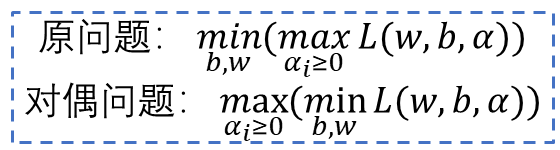 原问题： min_{b,w}(max_{α_i≥0} L(w, b, α))
对偶问题： max_{α_i≥0}(min_{b,w} L(w, b, α))